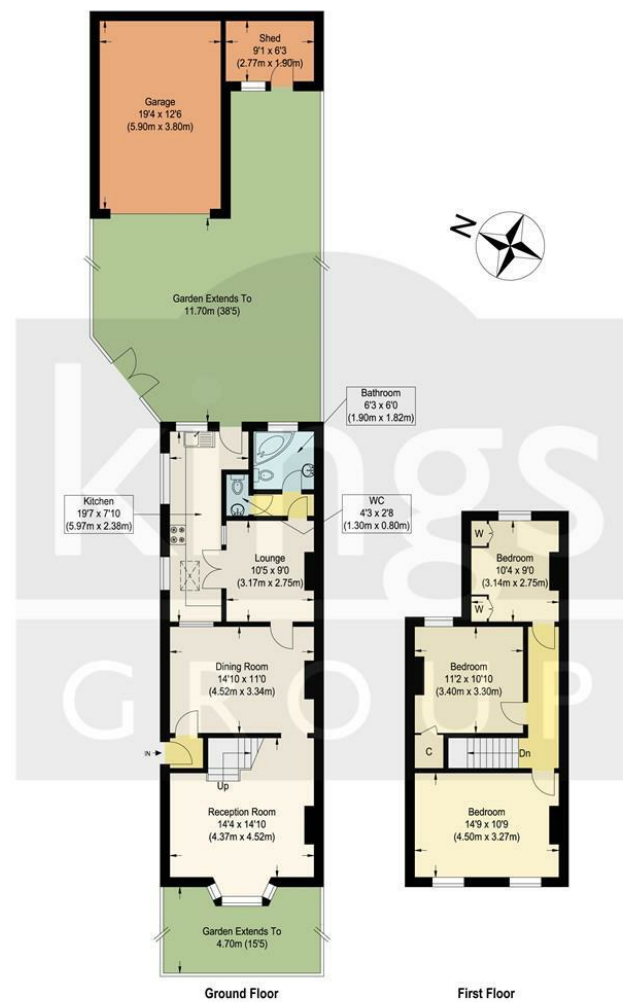 Shed
9'1 x 6'3
(2.77m x 1.90m)
Garage
19'4 x 12'6
(5.90m x 3.80m)
N
Garden Extends To
11.70m (38'5)
Bathroom
6'3 x 6'0
(1.90m x 1.82m)
kings
GROUP
Kitchen
19'7 x 7'10
(5.97m x 2.38m)
WC
4'3 x 2'8
(1.30m x 0.80m)
Lounge
10'5 x 9'0
(3.17m x 2.75m)
W
Bedroom
10'4 x 9'0
(3.14m x 2.75m)
W
Dining Room
14'10 x 11'0
(4.52m x 3.34m)
Bedroom
11'2 x 10'10
(3.40m x 3.30m)
IN
C
Dn
Up
Reception Room
14'4 x 14'10
(4.37m x 4.52m)
Bedroom
14'9 x 10'9
(4.50m x 3.27m)
Garden Extends To
4.70m (15'5)
Ground Floor
First Floor